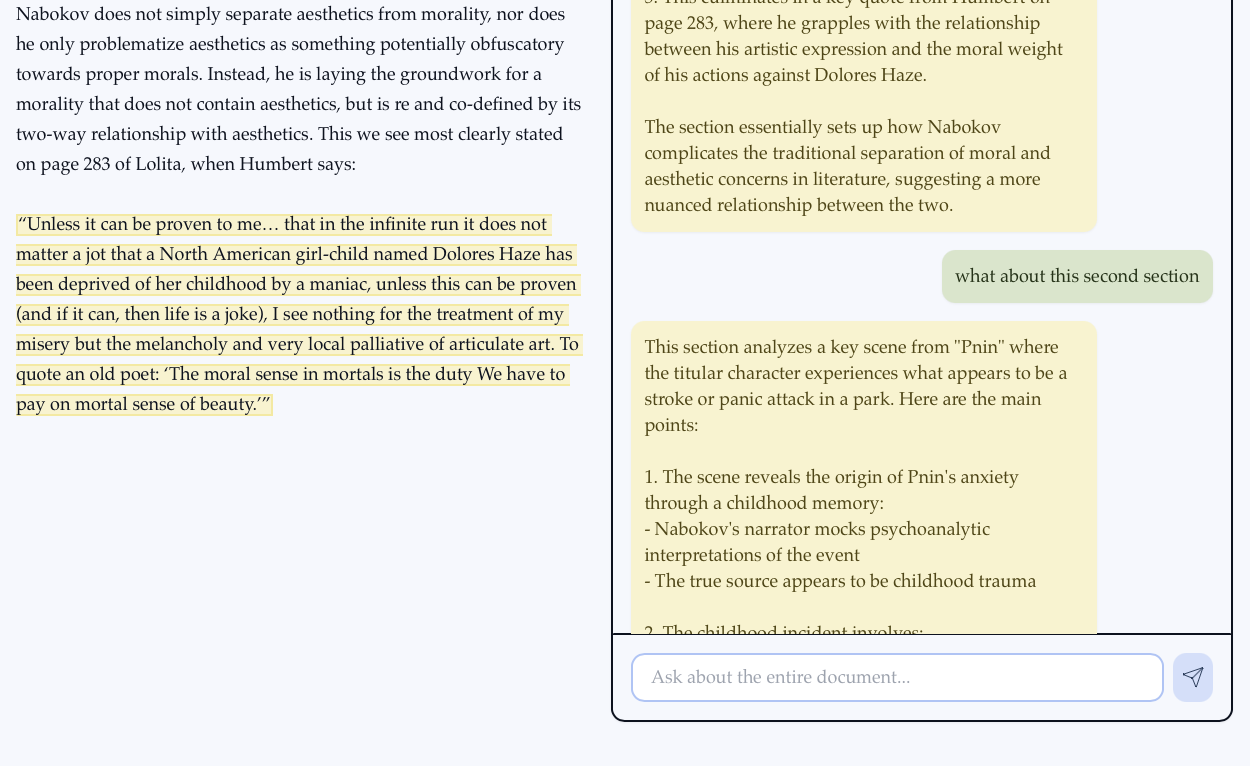 Nabokov does not simply separate aesthetics from morality, nor does
he only problematize aesthetics as something potentially obfuscatory
towards proper morals. Instead, he is laying the groundwork for a
morality that does not contain aesthetics, but is re and co-defined by its
two-way relationship with aesthetics. This we see most clearly stated
on page 283 of Lolita, when Humbert says:
“Unless it can be proven to me… that in the infinite run it does not
matter a jot that a North American girl-child named Dolores Haze has
been deprived of her childhood by a maniac, unless this can be proven
(and if it can, then life is a joke), I see nothing for the treatment of my
misery but the melancholy and very local palliative of articulate art. To
quote an old poet: ‘The moral sense in mortals is the duty We have to
pay on mortal sense of beauty.’”
3. This culminates in a key quote from Humbert on
page 283, where he grapples with the relationship
between his artistic expression and the moral weight
of his actions against Dolores Haze.
The section essentially sets up how Nabokov
complicates the traditional separation of moral and
aesthetic concerns in literature, suggesting a more
nuanced relationship between the two.
what about this second section
This section analyzes a key scene from "Pnin" where
the titular character experiences what appears to be a
stroke or panic attack in a park. Here are the main
points:
1. The scene reveals the origin of Pnin's anxiety
through a childhood memory:
- Nabokov's narrator mocks psychoanalytic
interpretations of the event
- The true source appears to be childhood trauma
2. The childhood incident involves:
Ask about the entire document...